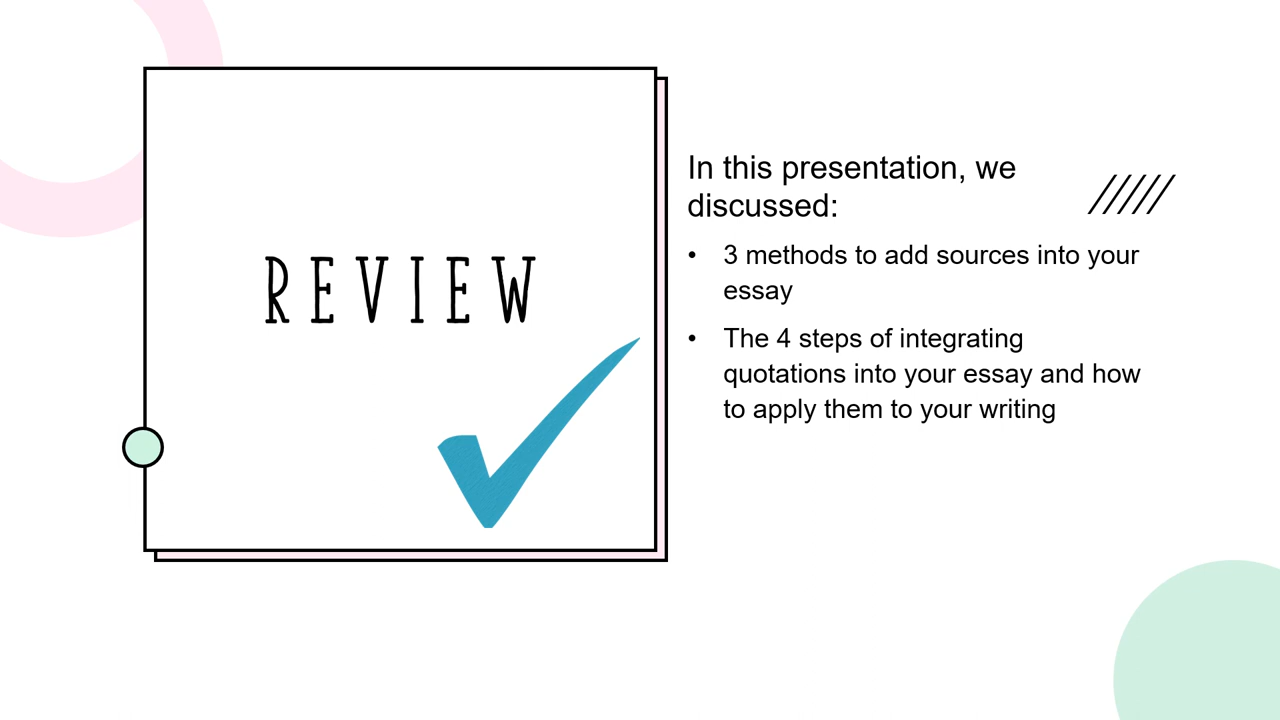 REVIEW
In this presentation, we
discussed:
• 3 methods to add sources into your
essay
• The 4 steps of integrating
quotations into your essay and how
to apply them to your writing